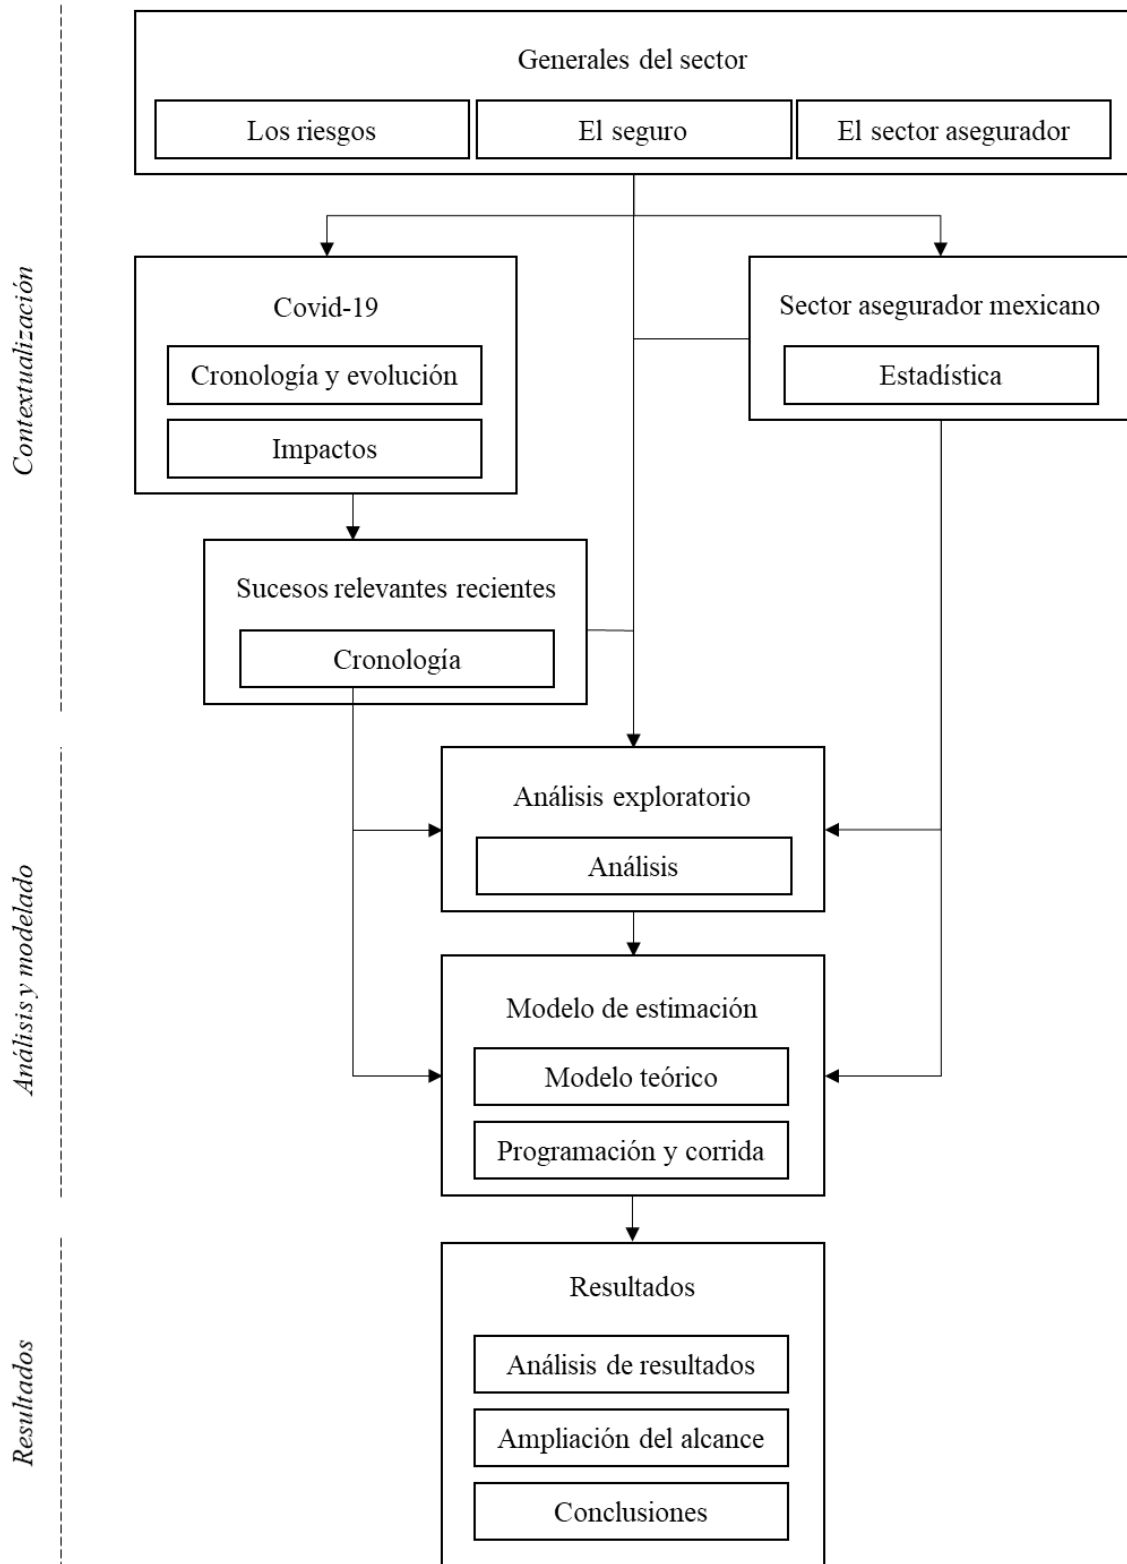 Generales del sector
Los riesgos
El seguro
El sector asegurador
Contextualización
Covid-19
Cronología y evolución
Impactos
Sector asegurador mexicano
Estadística
Sucesos relevantes recientes
Cronología
Análisis y modelado
Análisis exploratorio
Análisis
Modelo de estimación
Modelo teórico
Programación y corrida
Resultados
Resultados
Análisis de resultados
Ampliación del alcance
Conclusiones